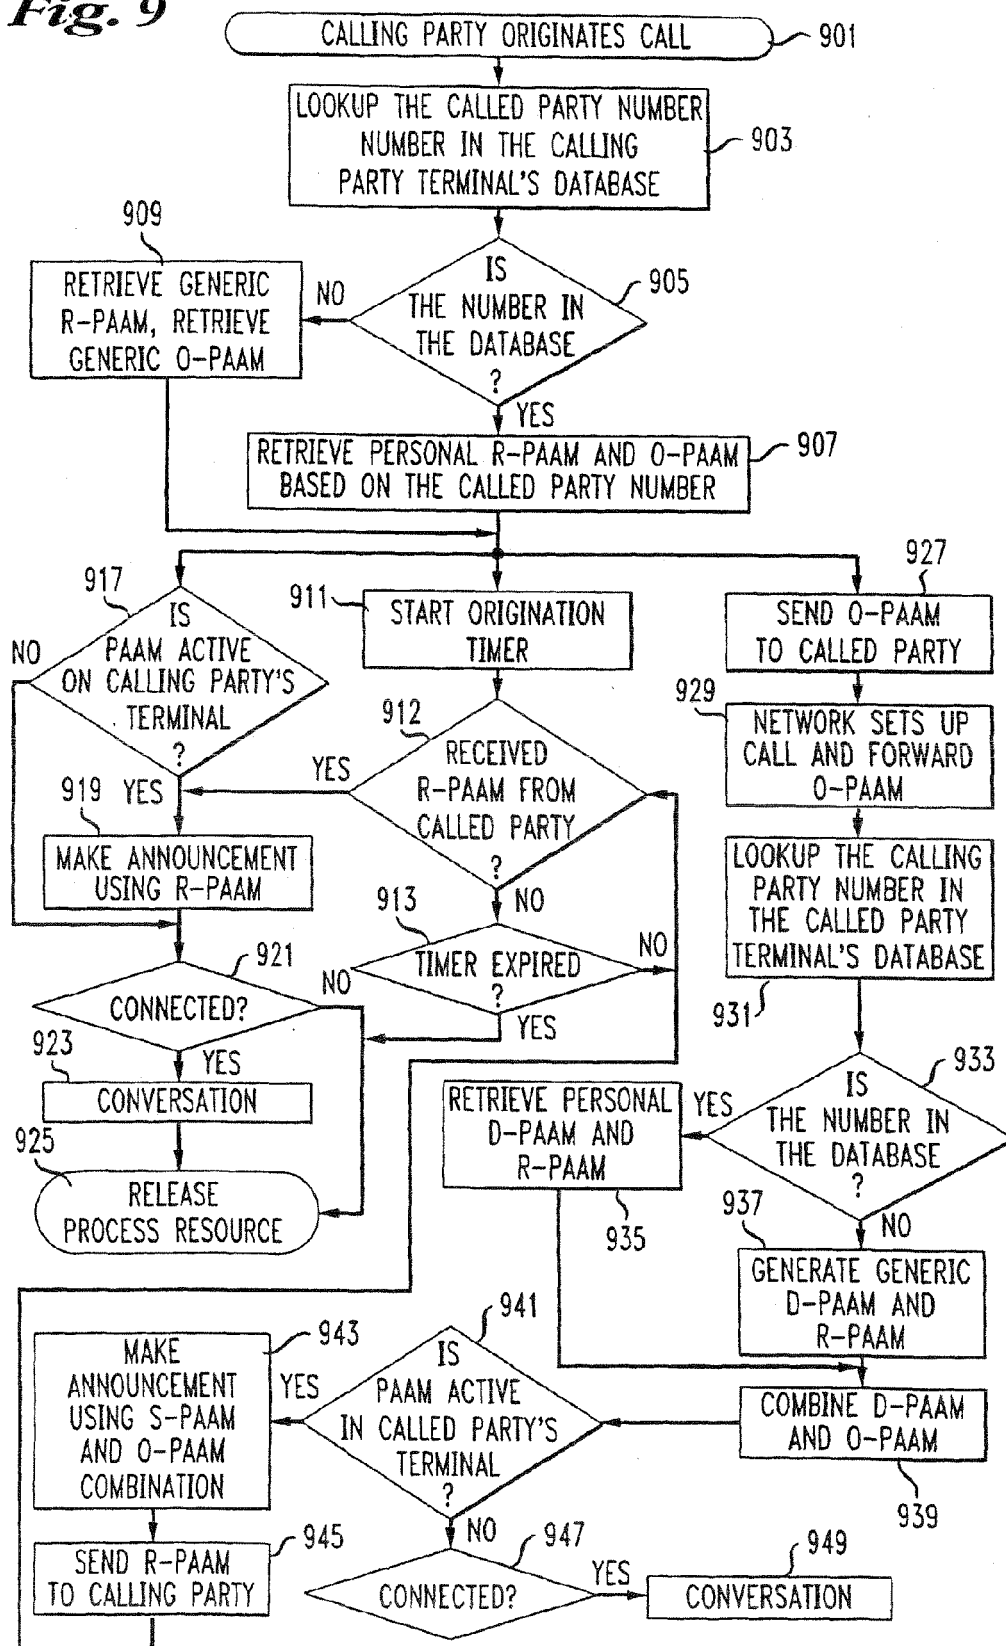 Fig. 9
CALLING PARTY ORIGINATES CALL
901
LOOKUP THE CALLED PARTY NUMBER
NUMBER IN THE CALLING
PARTY TERMINAL'S DATABASE
903
909
RETRIEVE GENERIC
R-PAAM, RETRIEVE
GENERIC O-PAAM
NO
IS
THE NUMBER IN
THE DATABASE
?
905
YES
RETRIEVE PERSONAL R-PAAM AND O-PAAM
BASED ON THE CALLED PARTY NUMBER
907
917
IS
PAAM ACTIVE
ON CALLING PARTY'S
TERMINAL
?
NO
YES
911
START ORIGINATION
TIMER
927
SEND O-PAAM
TO CALLED PARTY
912
RECEIVED
R-PAAM FROM
CALLED PARTY
?
YES
NO
929
NETWORK SETS UP
CALL AND FORWARD
O-PAAM
919
MAKE ANNOUNCEMENT
USING R-PAAM
913
TIMER EXPIRED
?
NO
YES
LOOKUP THE CALLING
PARTY NUMBER IN
THE CALLED PARTY
TERMINAL'S DATABASE
931
921
CONNECTED?
NO
YES
923
CONVERSATION
925
RELEASE
PROCESS RESOURCE
933
IS
THE NUMBER IN
THE DATABASE
?
YES
NO
RETRIEVE PERSONAL
D-PAAM AND
R-PAAM
935
937
GENERATE GENERIC
D-PAAM AND
R-PAAM
COMBINE D-PAAM
AND O-PAAM
939
941
IS
PAAM ACTIVE
IN CALLED PARTY'S
TERMINAL
?
YES
NO
943
MAKE
ANNOUNCEMENT
USING S-PAAM
AND O-PAAM
COMBINATION
945
SEND R-PAAM
TO CALLING PARTY
947
CONNECTED?
YES
949
CONVERSATION